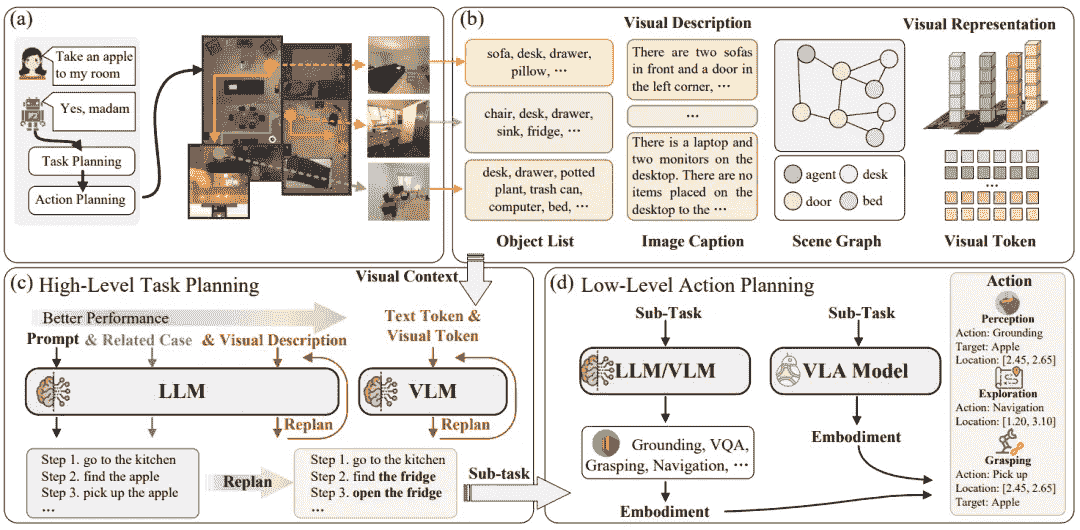 (a)
Take an apple
to my room
Yes, madam
Task Planning
Action Planning
(b)
Visual Description
Visual Representation
sofa, desk, drawer,
pillow, ⋯
chair, desk, drawer,
sink, fridge, ⋯
desk, drawer, potted
plant, trash can,
computer, bed, ⋯
Object List
There are two sofas
in front and a door in
the left corner, ⋯
⋯
There is a laptop and
two monitors on the
desktop. There are no
items placed on the
desktop to the ⋯
Image Caption
agent
desk
door
bed
Scene Graph
⋯
Visual Token
Visual Context
(c) High-Level Task Planning
Better Performance
Prompt & Related Case & Visual Description
Text Token &
Visual Token
LLM
VLM
Replan
Replan
Step 1. go to the kitchen
Step 2. find the apple
Step 3. pick up the apple
⋯
Replan
Step 1. go to the kitchen
Step 2. find the fridge
Step 3. open the fridge
⋯
Sub-task
(d) Low-Level Action Planning
Sub-Task
Sub-Task
LLM/VLM
VLA Model
Grounding, VQA,
Grasping, Navigation, ⋯
Embodiment
Embodiment
Action
Perception
Action: Grounding
Target: Apple
Location: [2.45, 2.65]
Exploration
Action: Navigation
Location: [1.20, 3.10]
Grasping
Action: Pick up
Location: [2.45, 2.65]
Target: Apple